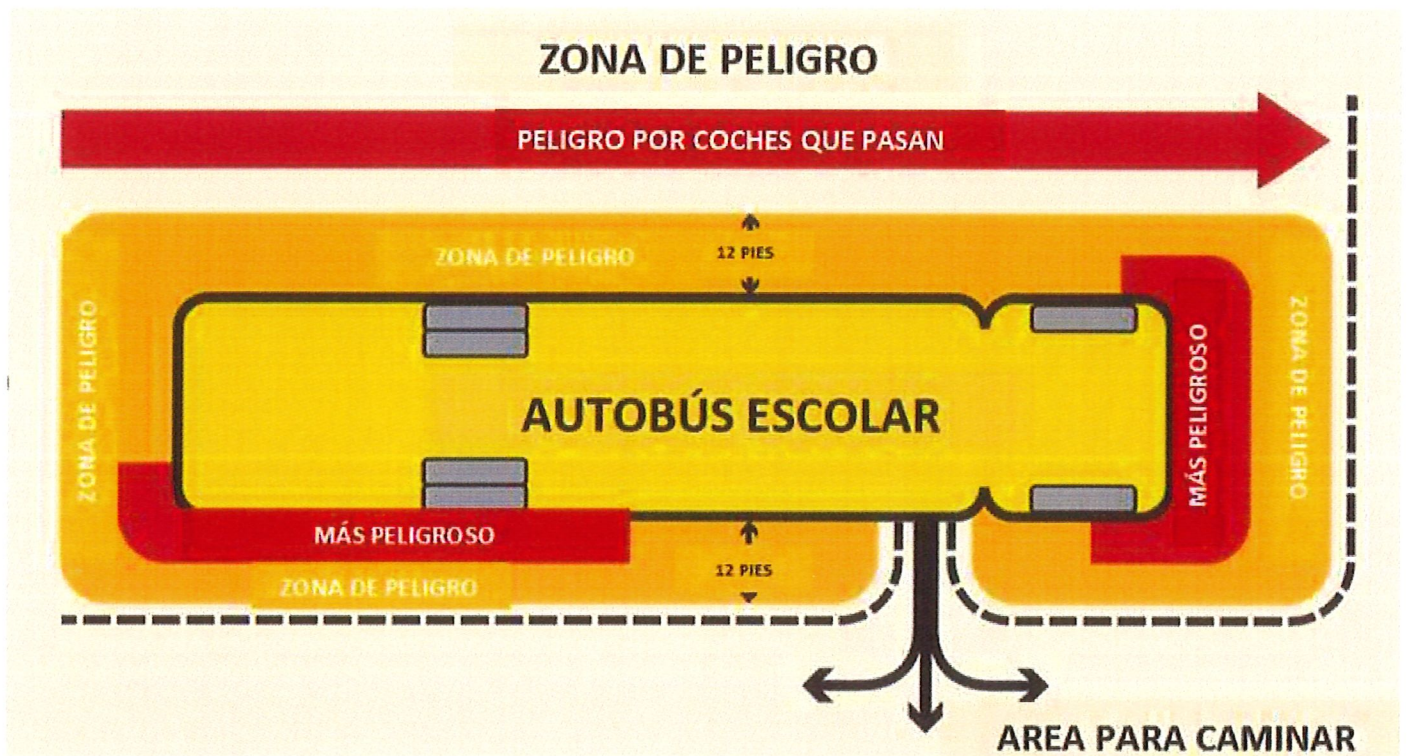 ZONA DE PELIGRO
PELIGRO POR COCHES QUE PASAN
ZONA DE PELIGRO
12 PIES
ZONA DE PELIGRO
ZONA DE PELIGRO
MÁS PELIGROSO
AUTOBÚS ESCOLAR
MÁS PELIGROSO
12 PIES
ZONA DE PELIGRO
AREA PARA CAMINAR